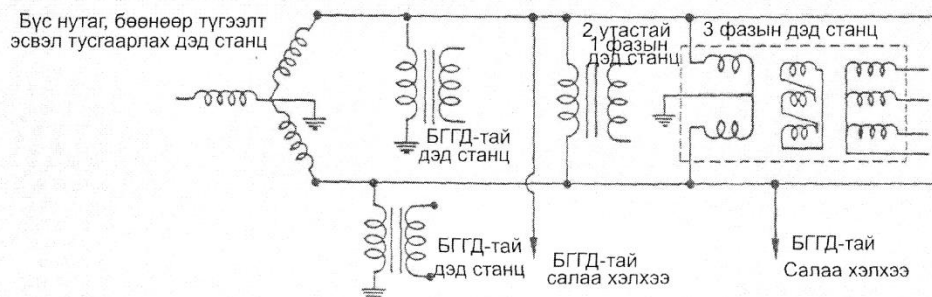 Бүс нутаг, бөөнөөр түгээлт
эсвэл тусгаарлах дэд станц
2 утастай
1 фазын
дэд станц
3 фазын дэд станц
БГГД-тай
дэд станц
БГГД-тай
дэд станц
БГГД-тай
салаа хэлхээ
БГГД-тай
Салаа хэлхээ